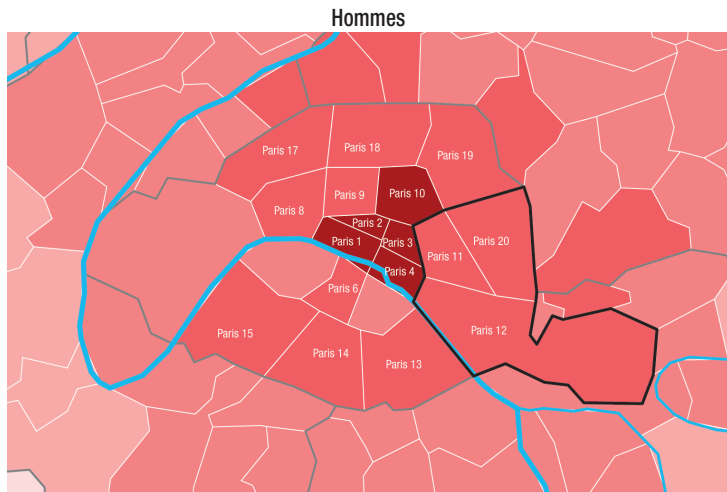 Hommes
Paris 17
Paris 18
Paris 19
Paris 9
Paris 10
Paris 8
Paris 2
Paris 1
Paris 3
Paris 20
Paris 11
Paris 4
Paris 6
Paris 12
Paris 15
Paris 14
Paris 13